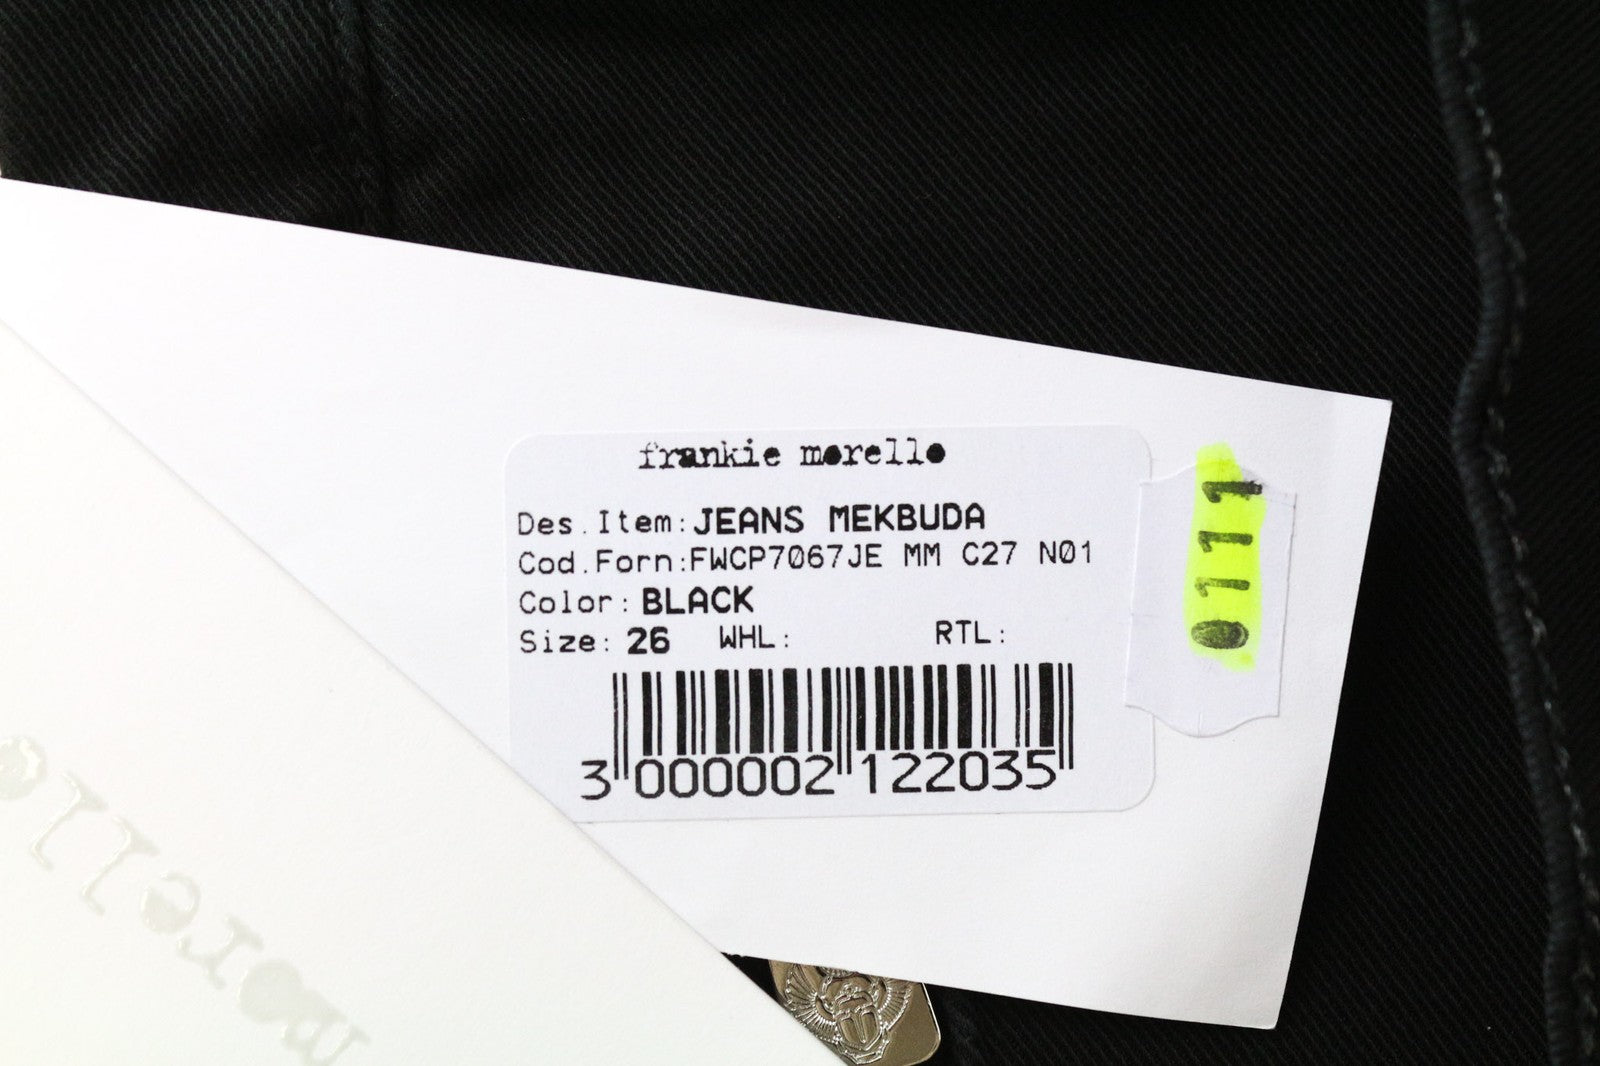 frankie morello
Des.Item:JEANS MEKBUDA
Cod.Forn:FWCP7067JE MM C27 N01
Color: BLACK
Size: 26 WHL: RTL:
3 000002 122035
0111
morello